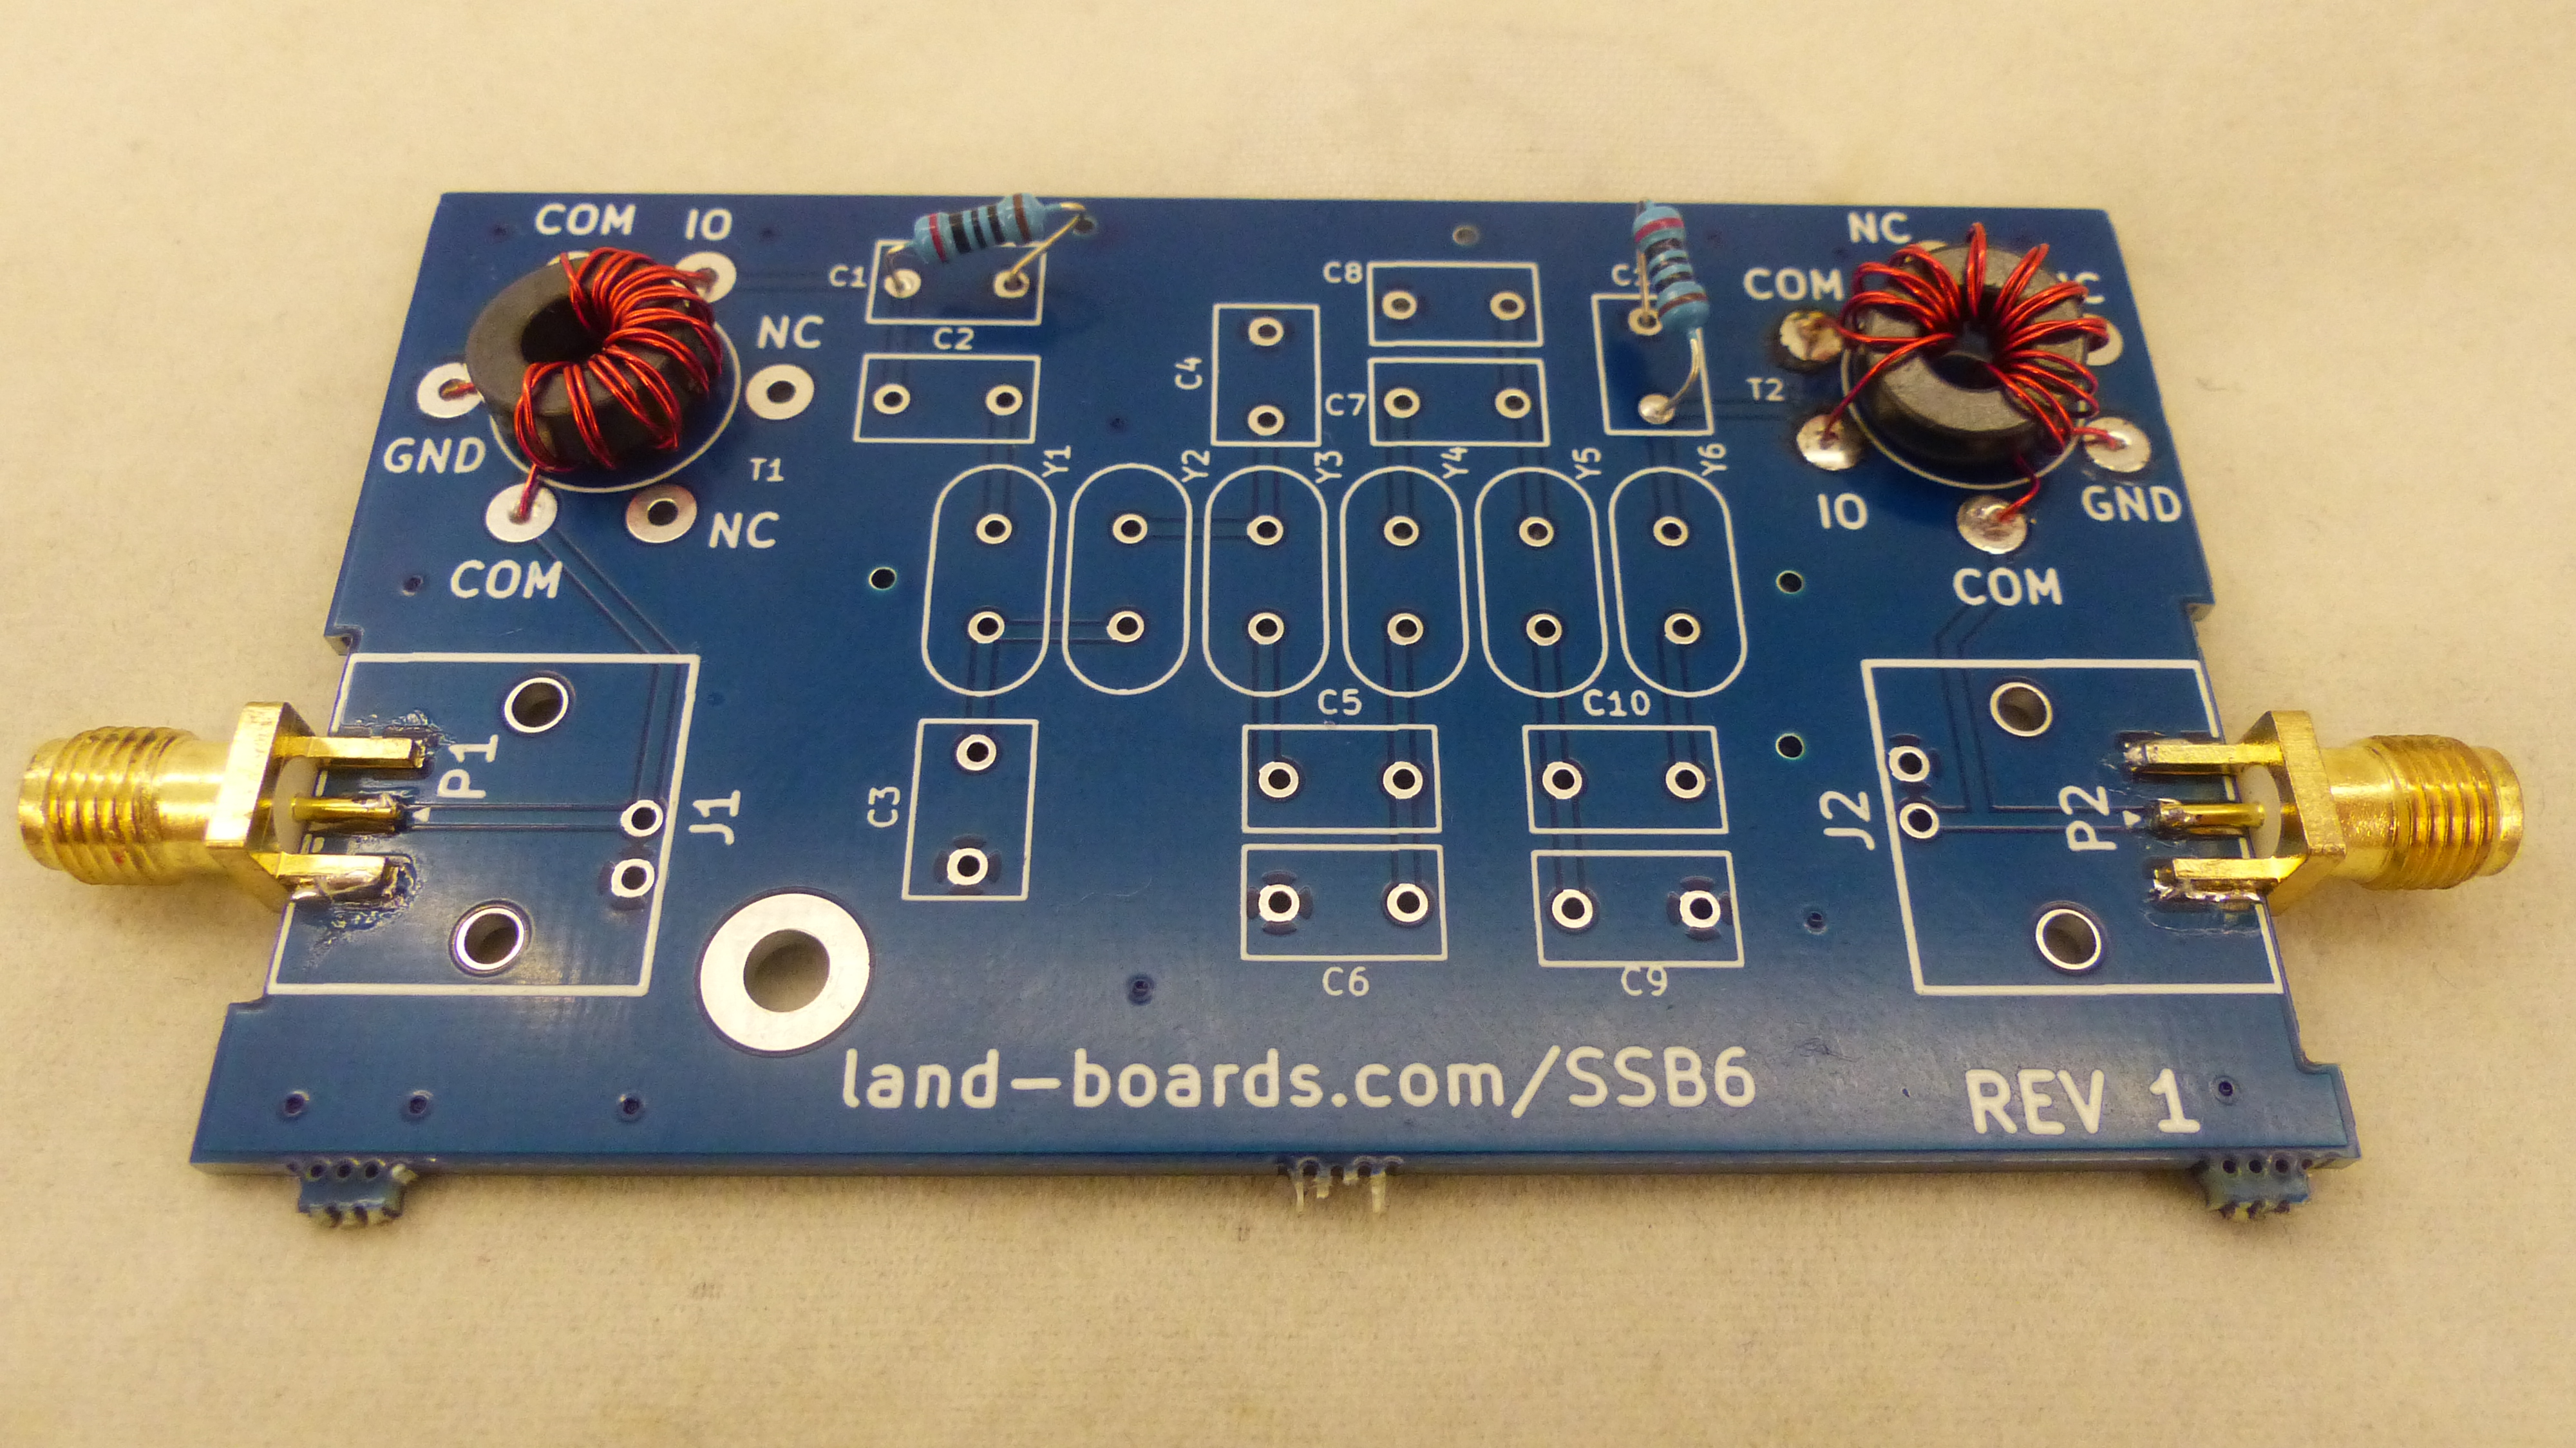 COM IO
NC
C1
C8
NC
COM
C2
C4
C7
T2
GND
T1
NC
COM
Y1
Y2
Y3
Y4
Y5
Y6
IO
GND
COM
P1
J1
C3
C5
C10
C6
C9
J2
P2
land-boards.com/SSB6
REV 1